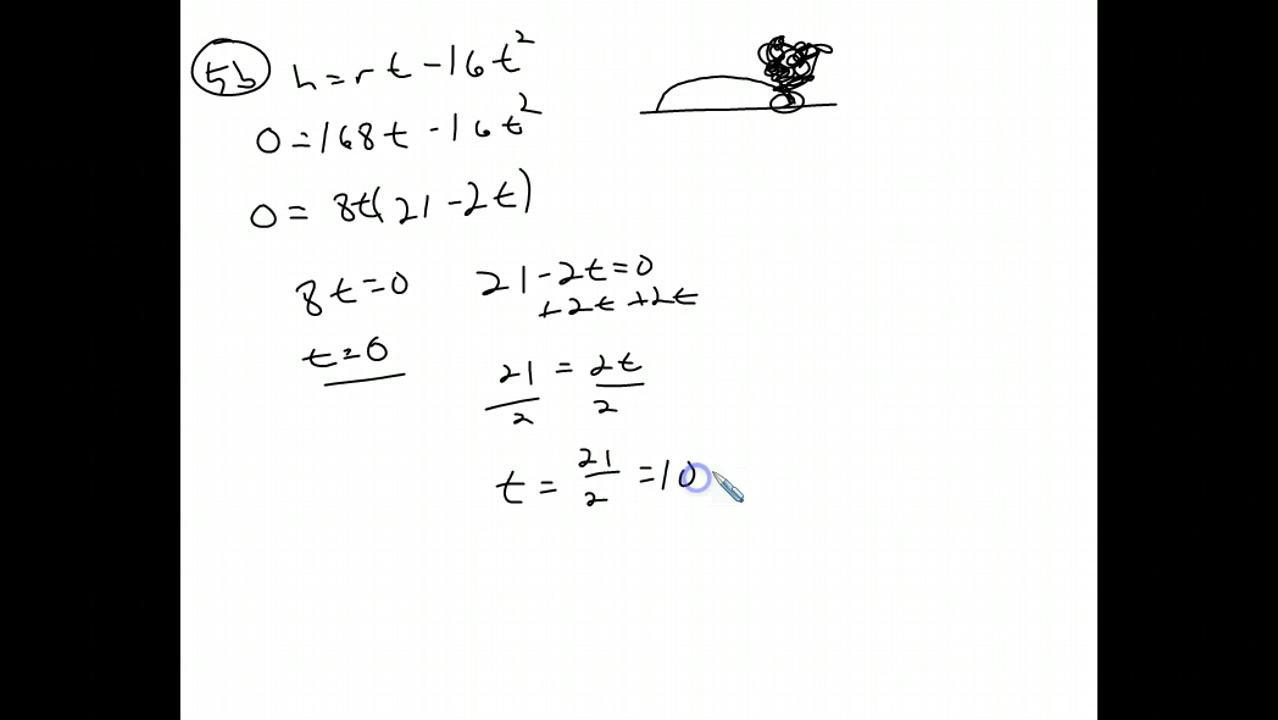 5b h = rt - 16t²
0 = 168t - 16t²
0 = 8t(21 - 2t)
8t = 0 21 - 2t = 0
+2t +2t
t = 0 21/2 = 2t/2
t = 21/2 = 10